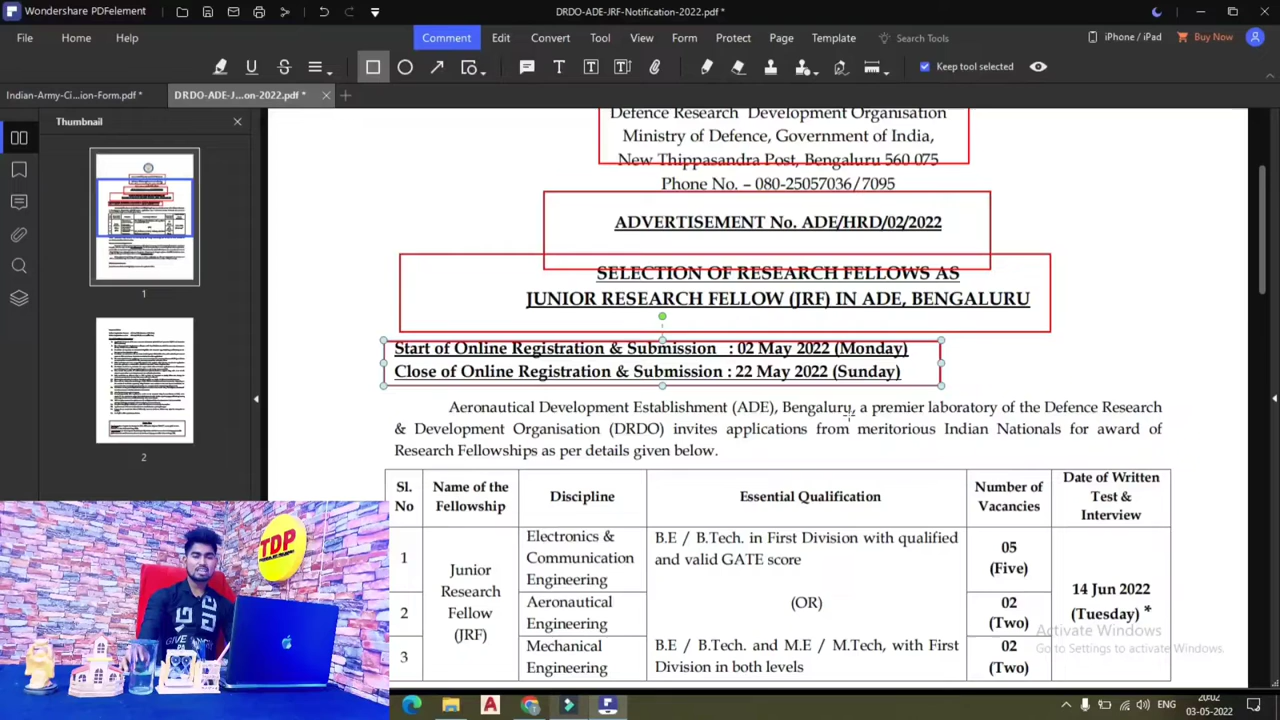 Wondershare PDFelement
DRDO-ADE-JRF-Notification-2022.pdf *
File Home Help Comment Edit Convert Tool View Form Protect Page Template Search Tools iPhone / iPad Buy Now
Keep tool selected
Indian-Army-Ci...ion-Form.pdf * DRDO-ADE-J...on-2022.pdf *
Thumbnail
1
2
Defence Research Development Organisation
Ministry of Defence, Government of India,
New Thippasandra Post, Bengaluru 560 075
Phone No. – 080-25057036/7095
ADVERTISEMENT No. ADE/HRD/02/2022
SELECTION OF RESEARCH FELLOWS AS
JUNIOR RESEARCH FELLOW (JRF) IN ADE, BENGALURU
Start of Online Registration & Submission : 02 May 2022 (Monday)
Close of Online Registration & Submission : 22 May 2022 (Sunday)
Aeronautical Development Establishment (ADE), Bengaluru, a premier laboratory of the Defence Research
& Development Organisation (DRDO) invites applications from meritorious Indian Nationals for award of
Research Fellowships as per details given below.
Sl. No
Name of the Fellowship
Discipline
Essential Qualification
Number of Vacancies
Date of Written Test & Interview
1
Junior Research Fellow (JRF)
Electronics & Communication Engineering
B.E / B.Tech. in First Division with qualified
and valid GATE score
05 (Five)
14 Jun 2022
(Tuesday) *
2
Aeronautical Engineering
(OR)
02 (Two)
3
Mechanical Engineering
B.E / B.Tech. and M.E / M.Tech, with First
Division in both levels
02 (Two)
Activate Windows
Go to Settings to activate Windows.
TDP
ENG
20:02
03-05-2022